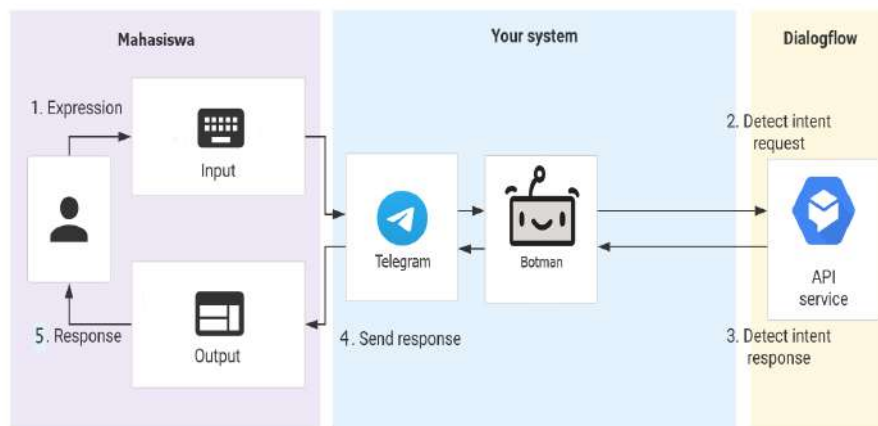 Mahasiswa
Your system
Dialogflow
1. Expression
Input
2. Detect intent
request
Telegram
Botman
API
service
5. Response
Output
4. Send response
3. Detect intent
response